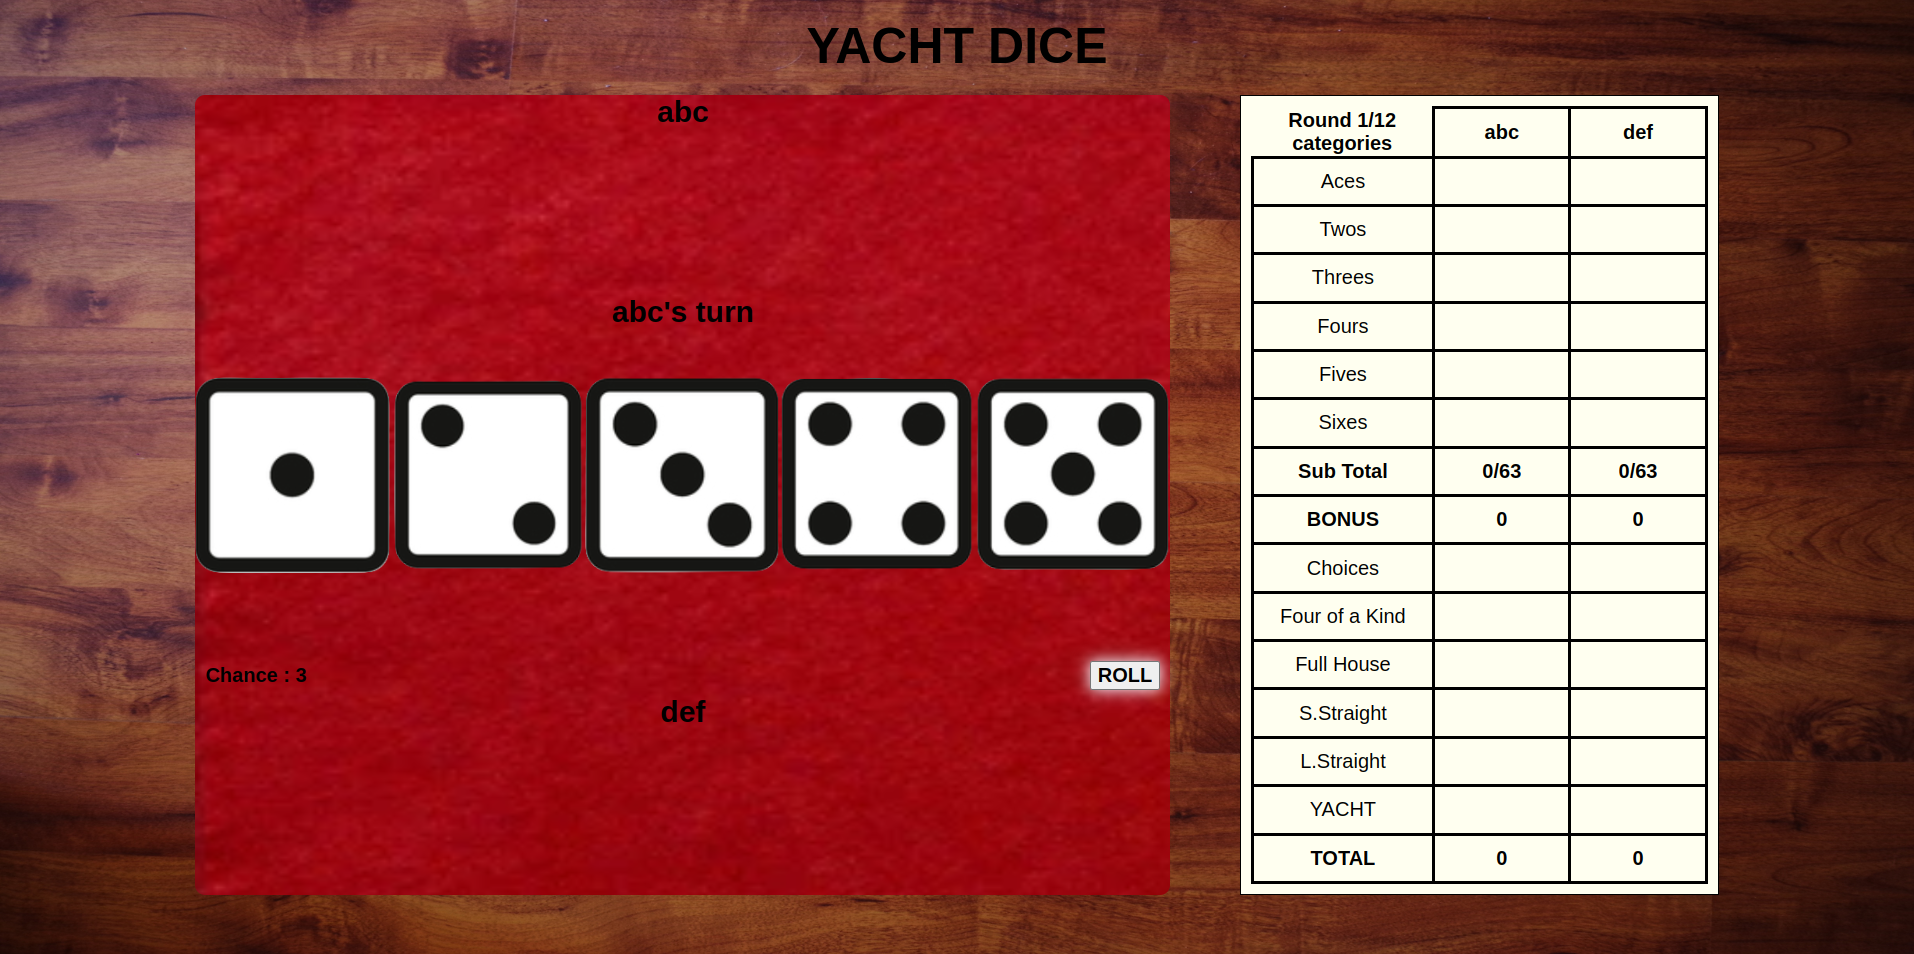 YACHT DICE
abc
abc's turn
Chance : 3
ROLL
def
Round 1/12
categories
abc
def
Aces
Twos
Threes
Fours
Fives
Sixes
Sub Total
0/63
0/63
BONUS
0
0
Choices
Four of a Kind
Full House
S.Straight
L.Straight
YACHT
TOTAL
0
0